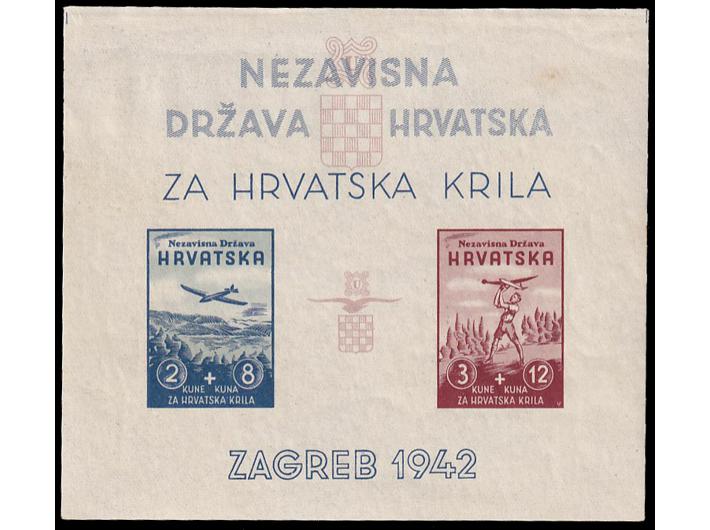 NEZAVISNA
DRŽAVA HRVATSKA
ZA HRVATSKA KRILA
Nezavisna Država
HRVATSKA
2 + 8
KUNE KUNA
ZA HRVATSKA KRILA
U
Nezavisna Država
HRVATSKA
3 + 12
KUNE KUNA
ZA HRVATSKA KRILA
ZAGREB 1942